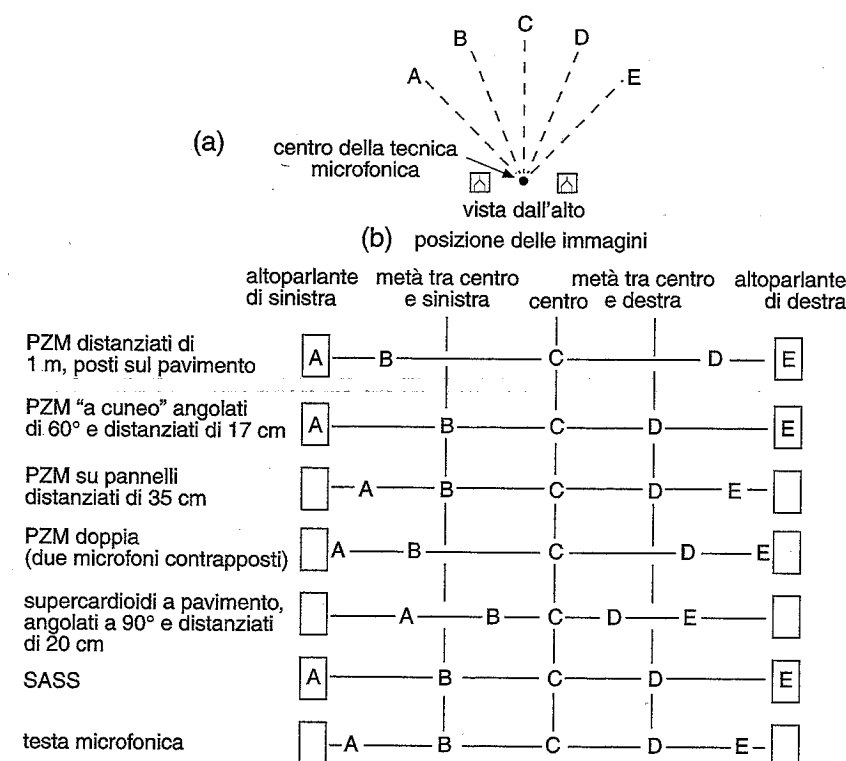 C
B
D
A
E
(a)
centro della tecnica
microfonica
vista dall'alto
(b) posizione delle immagini
altoparlante
di sinistra
metà tra centro
e sinistra
centro
metà tra centro
e destra
altoparlante
di destra
PZM distanziati di
1 m, posti sul pavimento
A B C D E
PZM "a cuneo" angolati
di 60° e distanziati di 17 cm
A B C D E
PZM su pannelli
distanziati di 35 cm
A B C D E
PZM doppia
(due microfoni contrapposti)
A B C D E
supercardioidi a pavimento,
angolati a 90° e distanziati
di 20 cm
A B C D E
SASS
A B C D E
testa microfonica
A B C D E